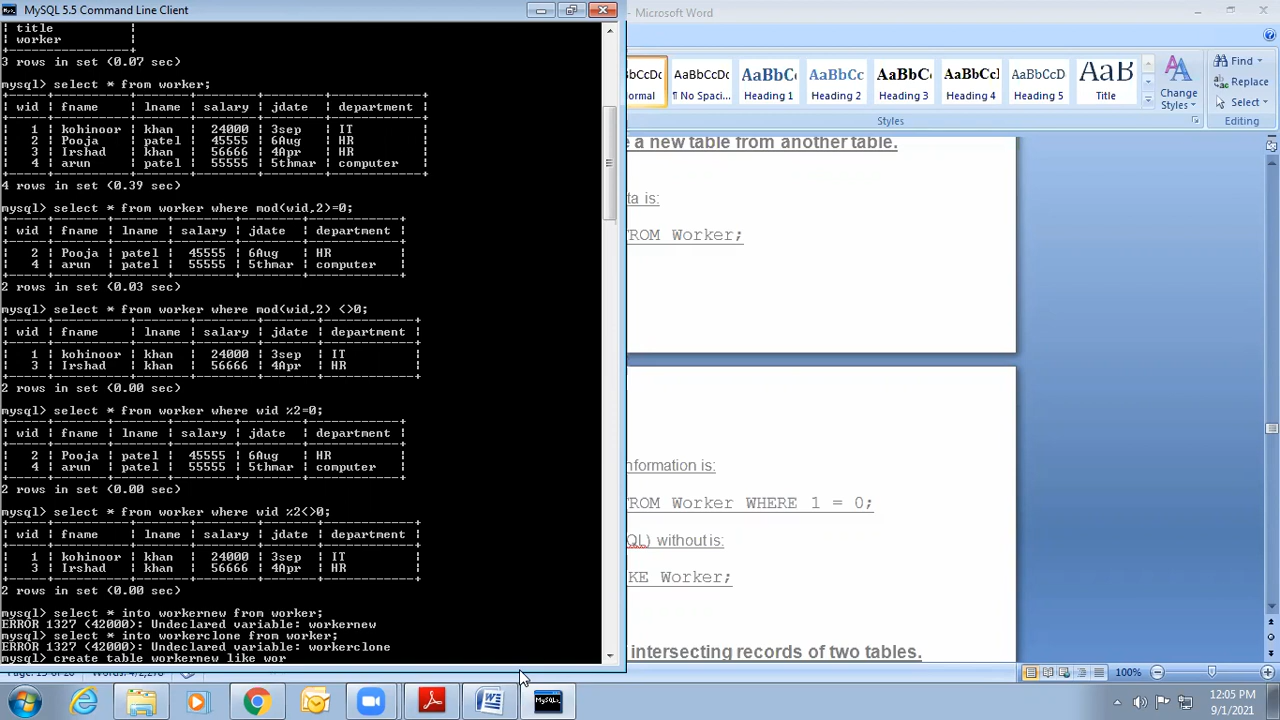 MySQL 5.5 Command Line Client
- Microsoft Word
| title |
| worker |
3 rows in set (0.07 sec)
mysql> select * from worker;
| wid | fname | lname | salary | jdate | department |
| 1 | kohinoor | khan | 24000 | 3sep | IT |
| 2 | Pooja | patel | 45555 | 6Aug | HR |
| 3 | Irshad | khan | 56666 | 4Apr | HR |
| 4 | arun | patel | 55555 | 5thmar | computer |
4 rows in set (0.39 sec)
mysql> select * from worker where mod(wid,2)=0;
| wid | fname | lname | salary | jdate | department |
| 2 | Pooja | patel | 45555 | 6Aug | HR |
| 4 | arun | patel | 55555 | 5thmar | computer |
2 rows in set (0.03 sec)
mysql> select * from worker where mod(wid,2) <>0;
| wid | fname | lname | salary | jdate | department |
| 1 | kohinoor | khan | 24000 | 3sep | IT |
| 3 | Irshad | khan | 56666 | 4Apr | HR |
2 rows in set (0.00 sec)
mysql> select * from worker where wid %2=0;
| wid | fname | lname | salary | jdate | department |
| 2 | Pooja | patel | 45555 | 6Aug | HR |
| 4 | arun | patel | 55555 | 5thmar | computer |
2 rows in set (0.00 sec)
mysql> select * from worker where wid %2<>0;
| wid | fname | lname | salary | jdate | department |
| 1 | kohinoor | khan | 24000 | 3sep | IT |
| 3 | Irshad | khan | 56666 | 4Apr | HR |
2 rows in set (0.00 sec)
mysql> select * into workernew from worker;
ERROR 1327 (42000): Undeclared variable: workernew
mysql> select * into workerclone from worker;
ERROR 1327 (42000): Undeclared variable: workerclone
mysql> create table workernew like wor
AaBbCcDc AaBbCcDc AaBbC AaBbCc AaBbCc AaBbCc AaBbCcDc AaB
ormal ¶ No Spaci... Heading 1 Heading 2 Heading 3 Heading 4 Heading 5 Title
Change Styles
Find
Replace
Select
Styles
Editing
e a new table from another table.
ta is:
FROM Worker;
nformation is:
FROM Worker WHERE 1 = 0;
QL) without is:
KE Worker;
intersecting records of two tables.
100%
12:05 PM
9/1/2021